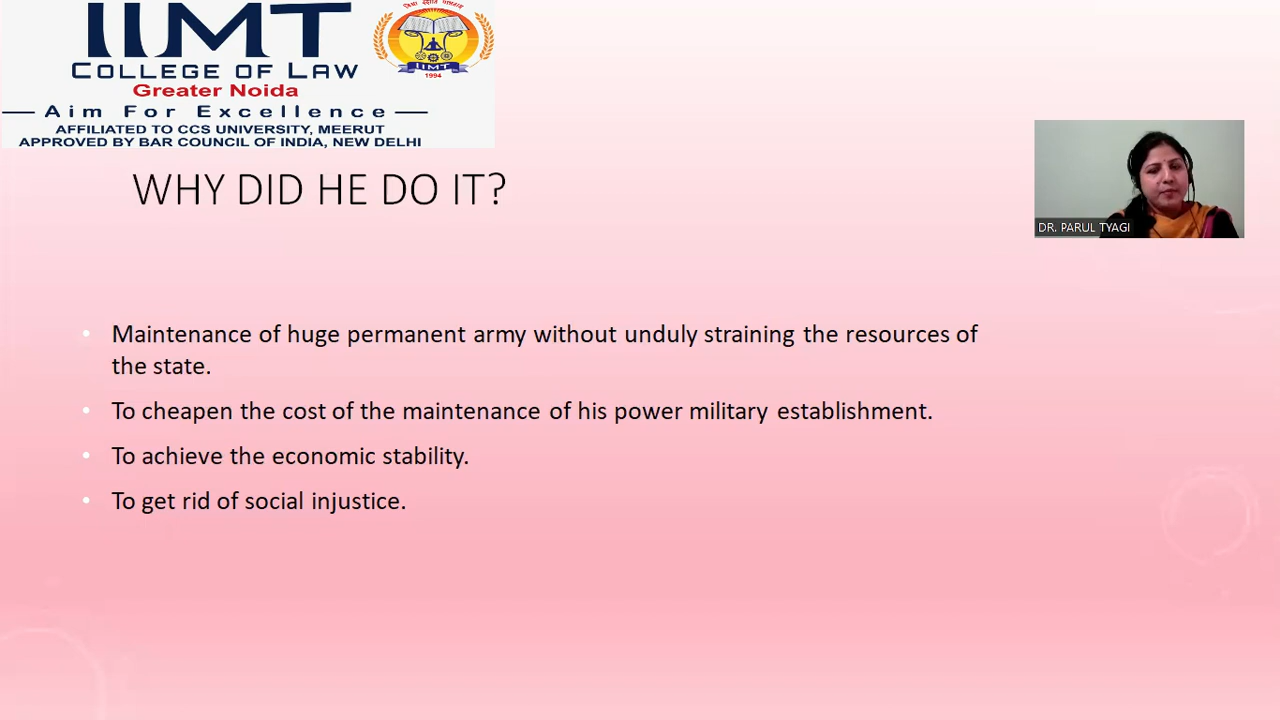 IIMT
COLLEGE OF LAW
Greater Noida
Aim For Excellence
AFFILIATED TO CCS UNIVERSITY, MEERUT
APPROVED BY BAR COUNCIL OF INDIA, NEW DELHI
IIMT
1994
WHY DID HE DO IT?
DR. PARUL TYAGI
• Maintenance of huge permanent army without unduly straining the resources of
the state.
• To cheapen the cost of the maintenance of his power military establishment.
• To achieve the economic stability.
• To get rid of social injustice.